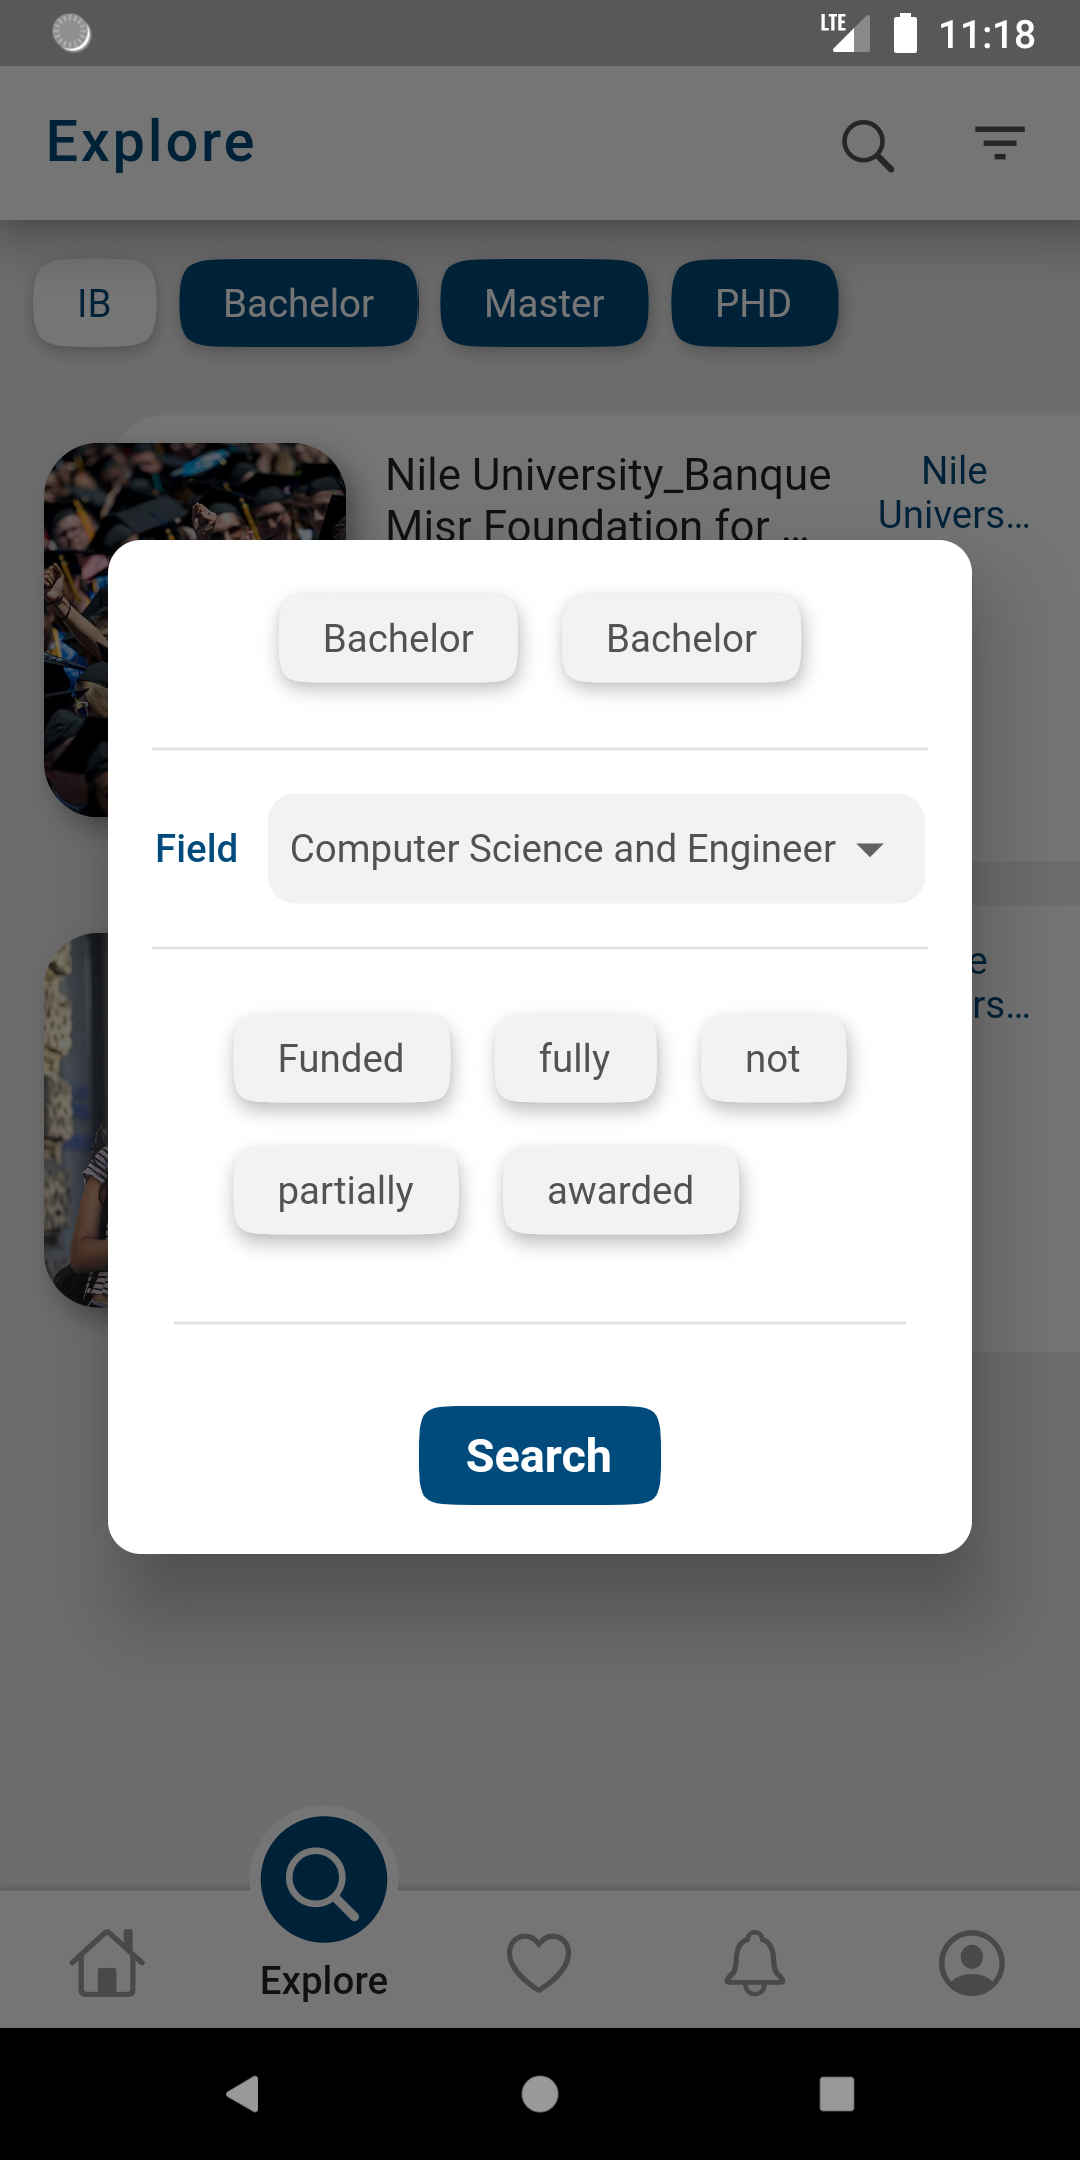 LTE 11:18
Explore
IB Bachelor Master PHD
Nile University_Banque
Misr Foundation for ...
Nile
Univers...
Bachelor Bachelor
Field Computer Science and Engineer
e
rs...
Funded fully not
partially awarded
Search
Explore